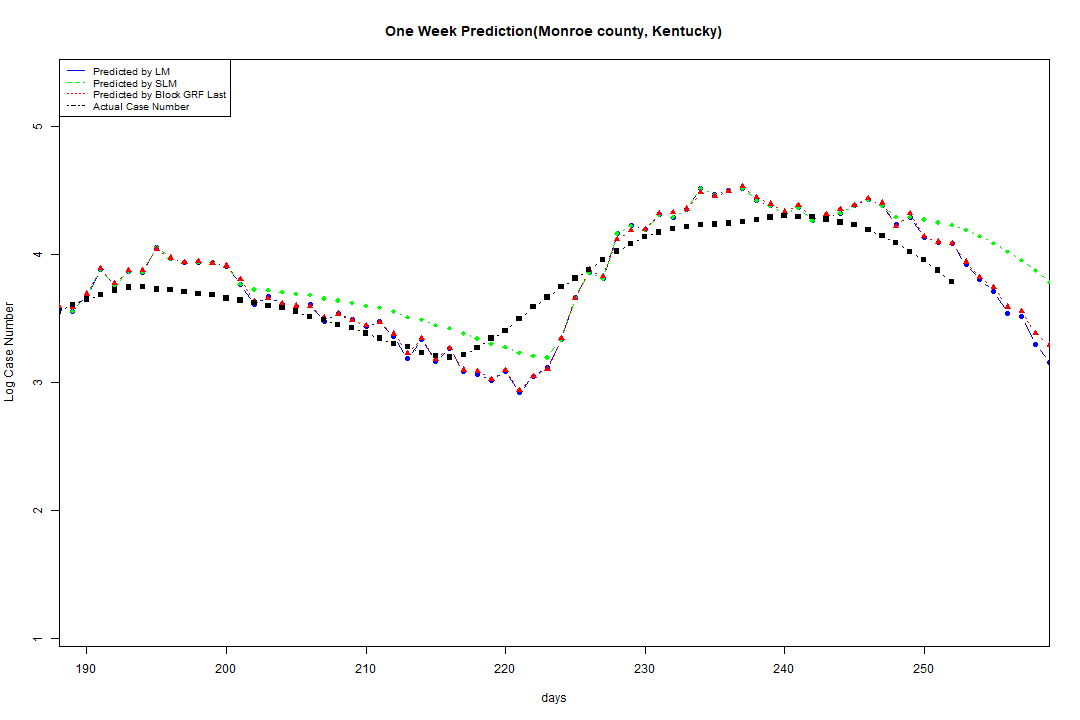 One Week Prediction(Monroe county, Kentucky)
Predicted by LM
Predicted by SLM
Predicted by Block GRF Last
Actual Case Number
5
4
3
2
1
Log Case Number
190 200 210 220 230 240 250
days